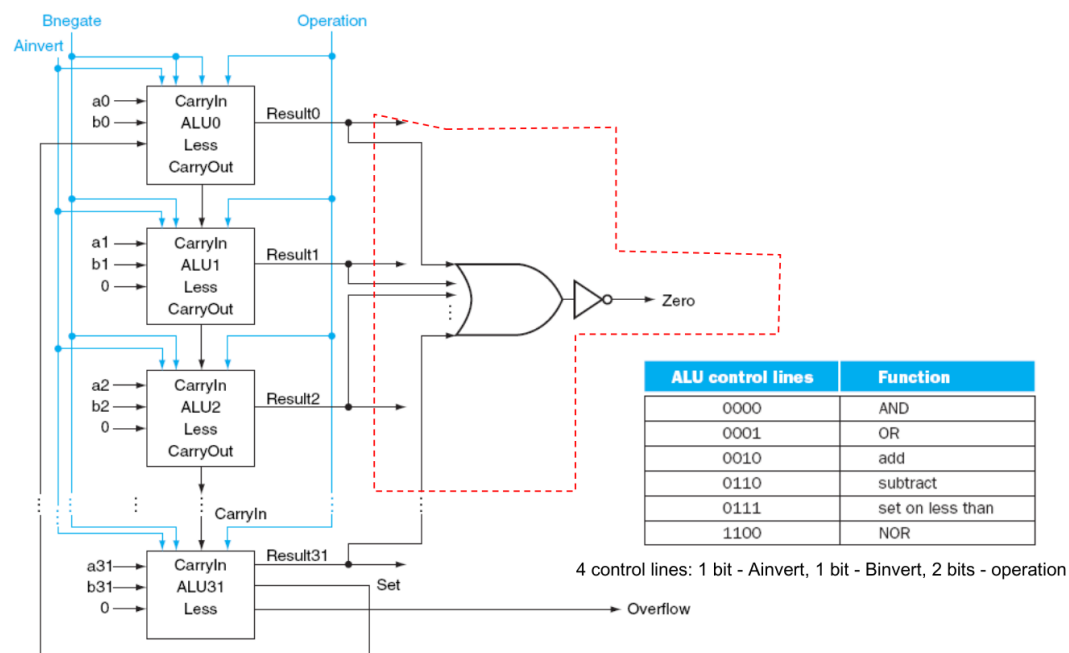 Bnegate
Operation
Ainvert
a0
b0
CarryIn
ALU0
Less
CarryOut
Result0
a1
b1
0
CarryIn
ALU1
Less
CarryOut
Result1
Zero
a2
b2
0
CarryIn
ALU2
Less
CarryOut
Result2
CarryIn
a31
b31
0
CarryIn
ALU31
Less
Result31
Set
Overflow
ALU control lines Function
0000 AND
0001 OR
0010 add
0110 subtract
0111 set on less than
1100 NOR
4 control lines: 1 bit - Ainvert, 1 bit - Binvert, 2 bits - operation